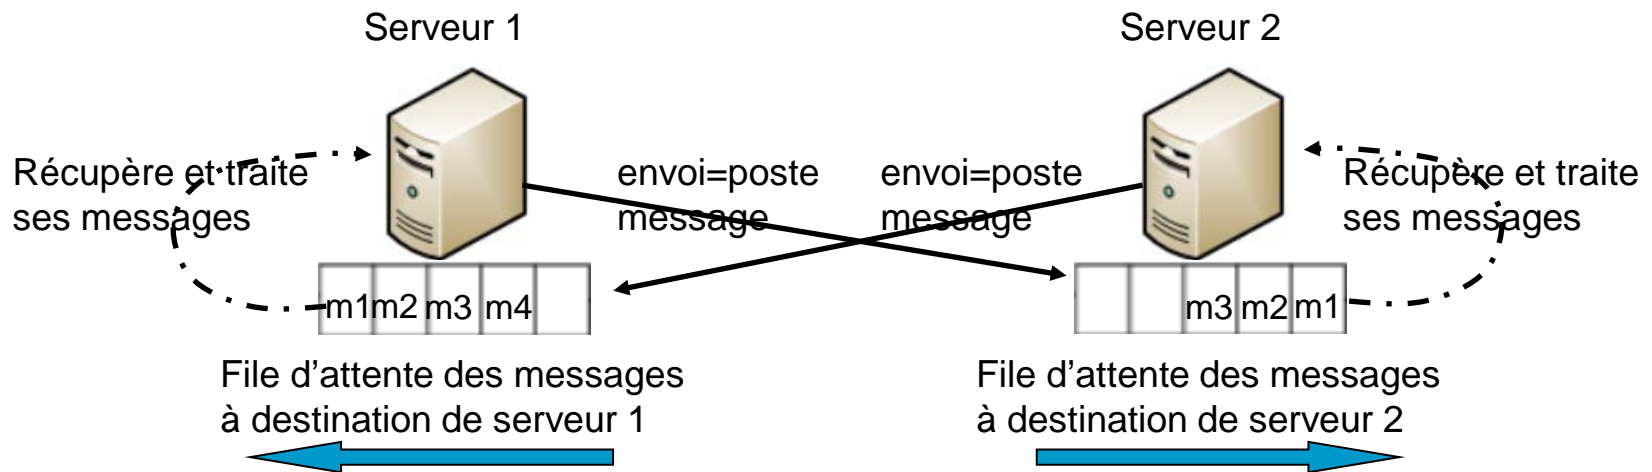 Serveur 1
Serveur 2
Récupère et traite
ses messages
envoi=poste
message
envoi=poste
message
Récupère et traite
ses messages
m1 m2 m3 m4
m3 m2 m1
File d'attente des messages
à destination de serveur 1
File d'attente des messages
à destination de serveur 2